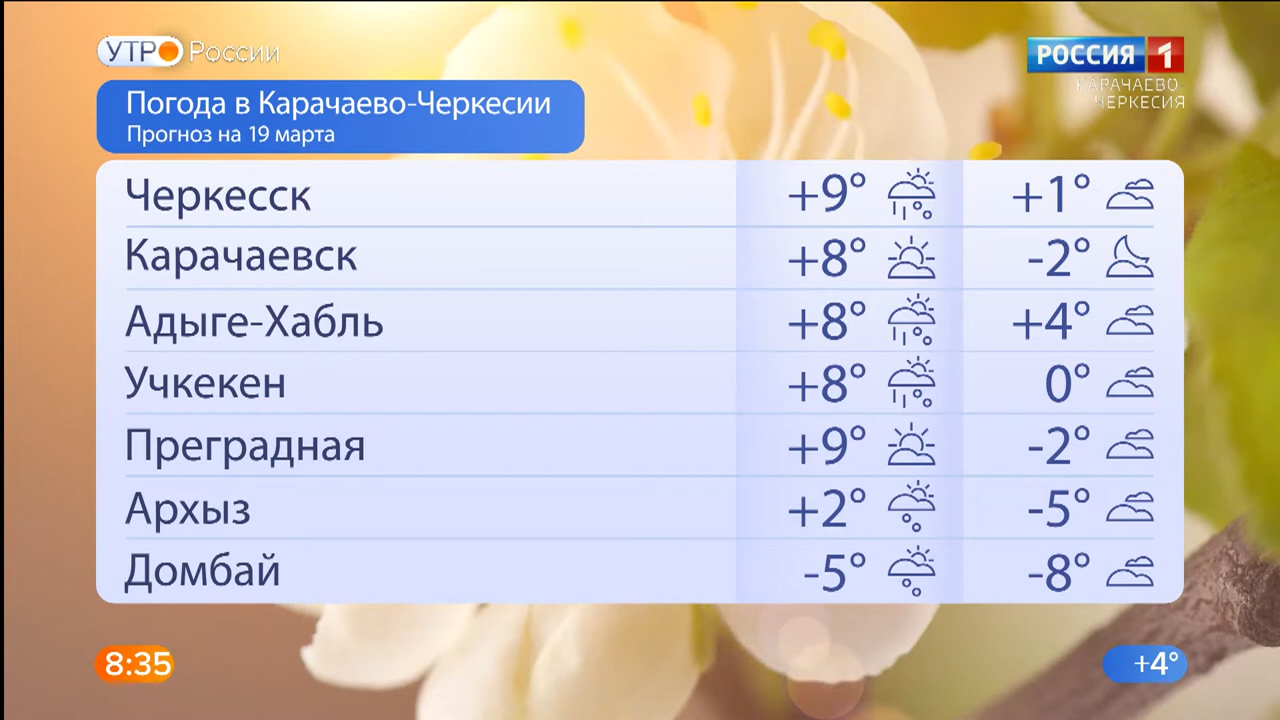 УТРО России
РОССИЯ 1
КАРАЧАЕВО-
ЧЕРКЕСИЯ
Погода в Карачаево-Черкесии
Прогноз на 19 марта
Черкесск +9° +1°
Карачаевск +8° -2°
Адыге-Хабль +8° +4°
Учкекен +8° 0°
Преградная +9° -2°
Архыз +2° -5°
Домбай -5° -8°
8:35 +4°